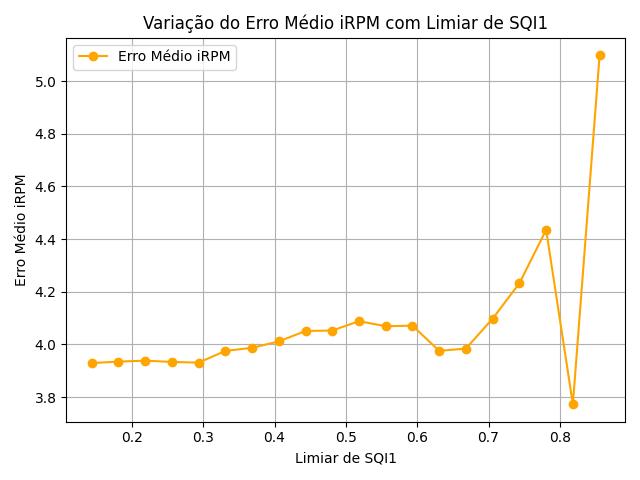 Variação do Erro Médio iRPM com Limiar de SQI1
Erro Médio iRPM
5.0
4.8
4.6
4.4
4.2
4.0
3.8
Erro Médio iRPM
0.2 0.3 0.4 0.5 0.6 0.7 0.8
Limiar de SQI1